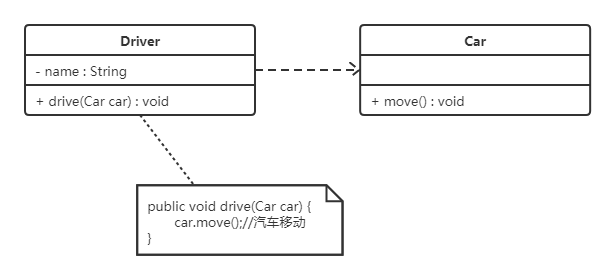 Driver
- name : String
+ drive(Car car) : void
Car
+ move() : void
public void drive(Car car) {
car.move();//汽车移动
}